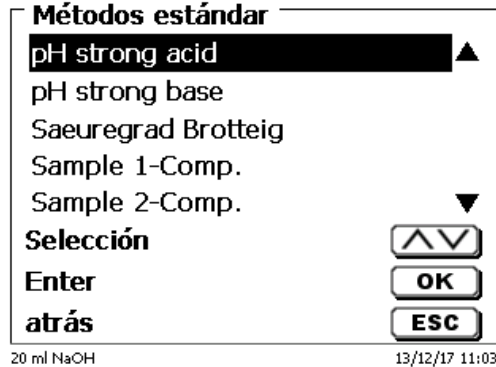 Métodos estándar
pH strong acid
pH strong base
Saeuregrad Brotteig
Sample 1-Comp.
Sample 2-Comp.
Selección
Enter OK
atrás ESC
20 ml NaOH 13/12/17 11:03